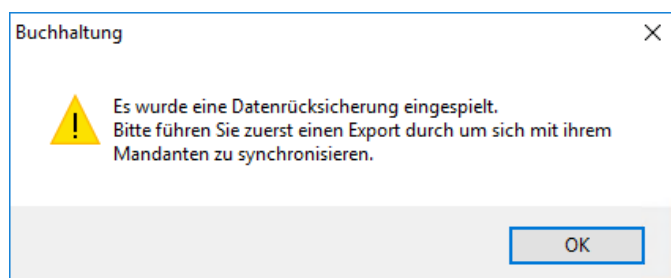 Buchhaltung
Es wurde eine Datenrücksicherung eingespielt.
Bitte führen Sie zuerst einen Export durch um sich mit ihrem
Mandanten zu synchronisieren.
OK